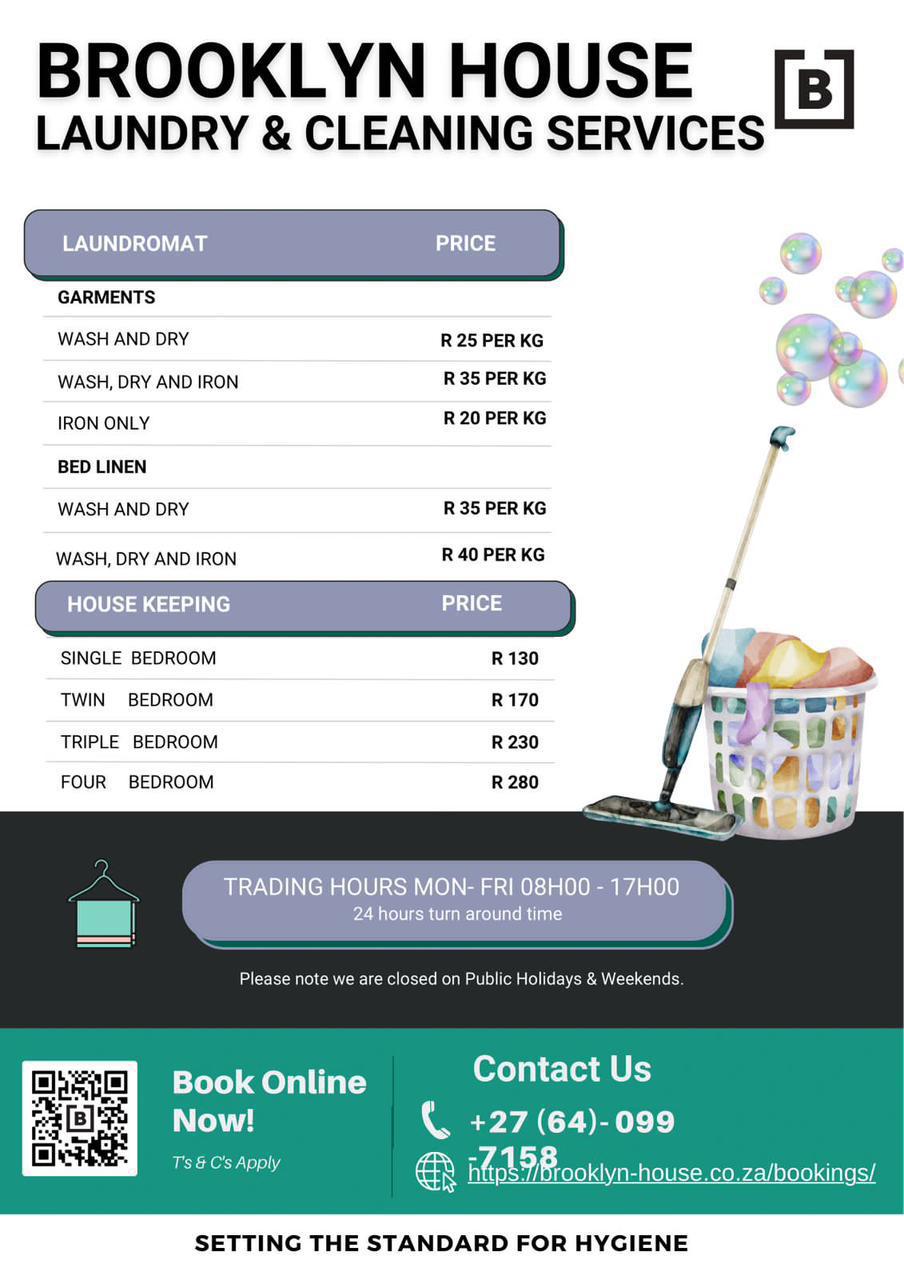 BROOKLYN HOUSE
LAUNDRY & CLEANING SERVICES
B
LAUNDROMAT PRICE
GARMENTS
WASH AND DRY R 25 PER KG
WASH, DRY AND IRON R 35 PER KG
IRON ONLY R 20 PER KG
BED LINEN
WASH AND DRY R 35 PER KG
WASH, DRY AND IRON R 40 PER KG
HOUSE KEEPING PRICE
SINGLE BEDROOM R 130
TWIN BEDROOM R 170
TRIPLE BEDROOM R 230
FOUR BEDROOM R 280
TRADING HOURS MON- FRI 08H00 - 17H00
24 hours turn around time
Please note we are closed on Public Holidays & Weekends.
B
Book Online
Now!
T's & C's Apply
Contact Us
+27 (64)- 099
-7158
https://brooklyn-house.co.za/bookings/
SETTING THE STANDARD FOR HYGIENE